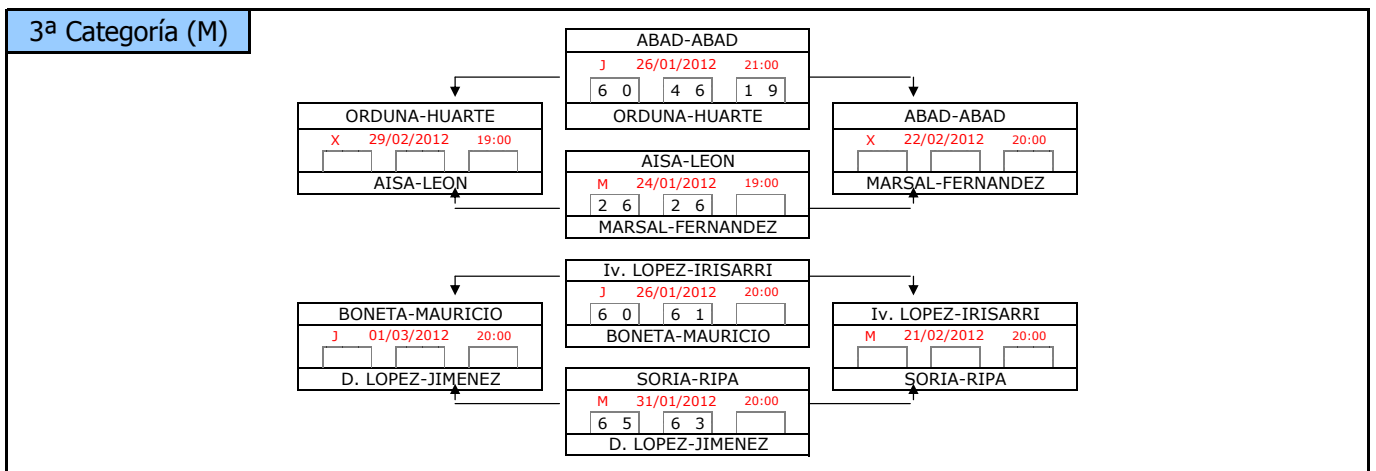 3ª Categoría (M)
ABAD-ABAD
J 26/01/2012 21:00
6 0 4 6 1 9
ORDUNA-HUARTE
ORDUNA-HUARTE
X 29/02/2012 19:00
AISA-LEON
ABAD-ABAD
X 22/02/2012 20:00
MARSAL-FERNANDEZ
AISA-LEON
M 24/01/2012 19:00
2 6 2 6
MARSAL-FERNANDEZ
Iv. LOPEZ-IRISARRI
J 26/01/2012 20:00
6 0 6 1
BONETA-MAURICIO
BONETA-MAURICIO
J 01/03/2012 20:00
D. LOPEZ-JIMENEZ
Iv. LOPEZ-IRISARRI
M 21/02/2012 20:00
SORIA-RIPA
SORIA-RIPA
M 31/01/2012 20:00
6 5 6 3
D. LOPEZ-JIMENEZ